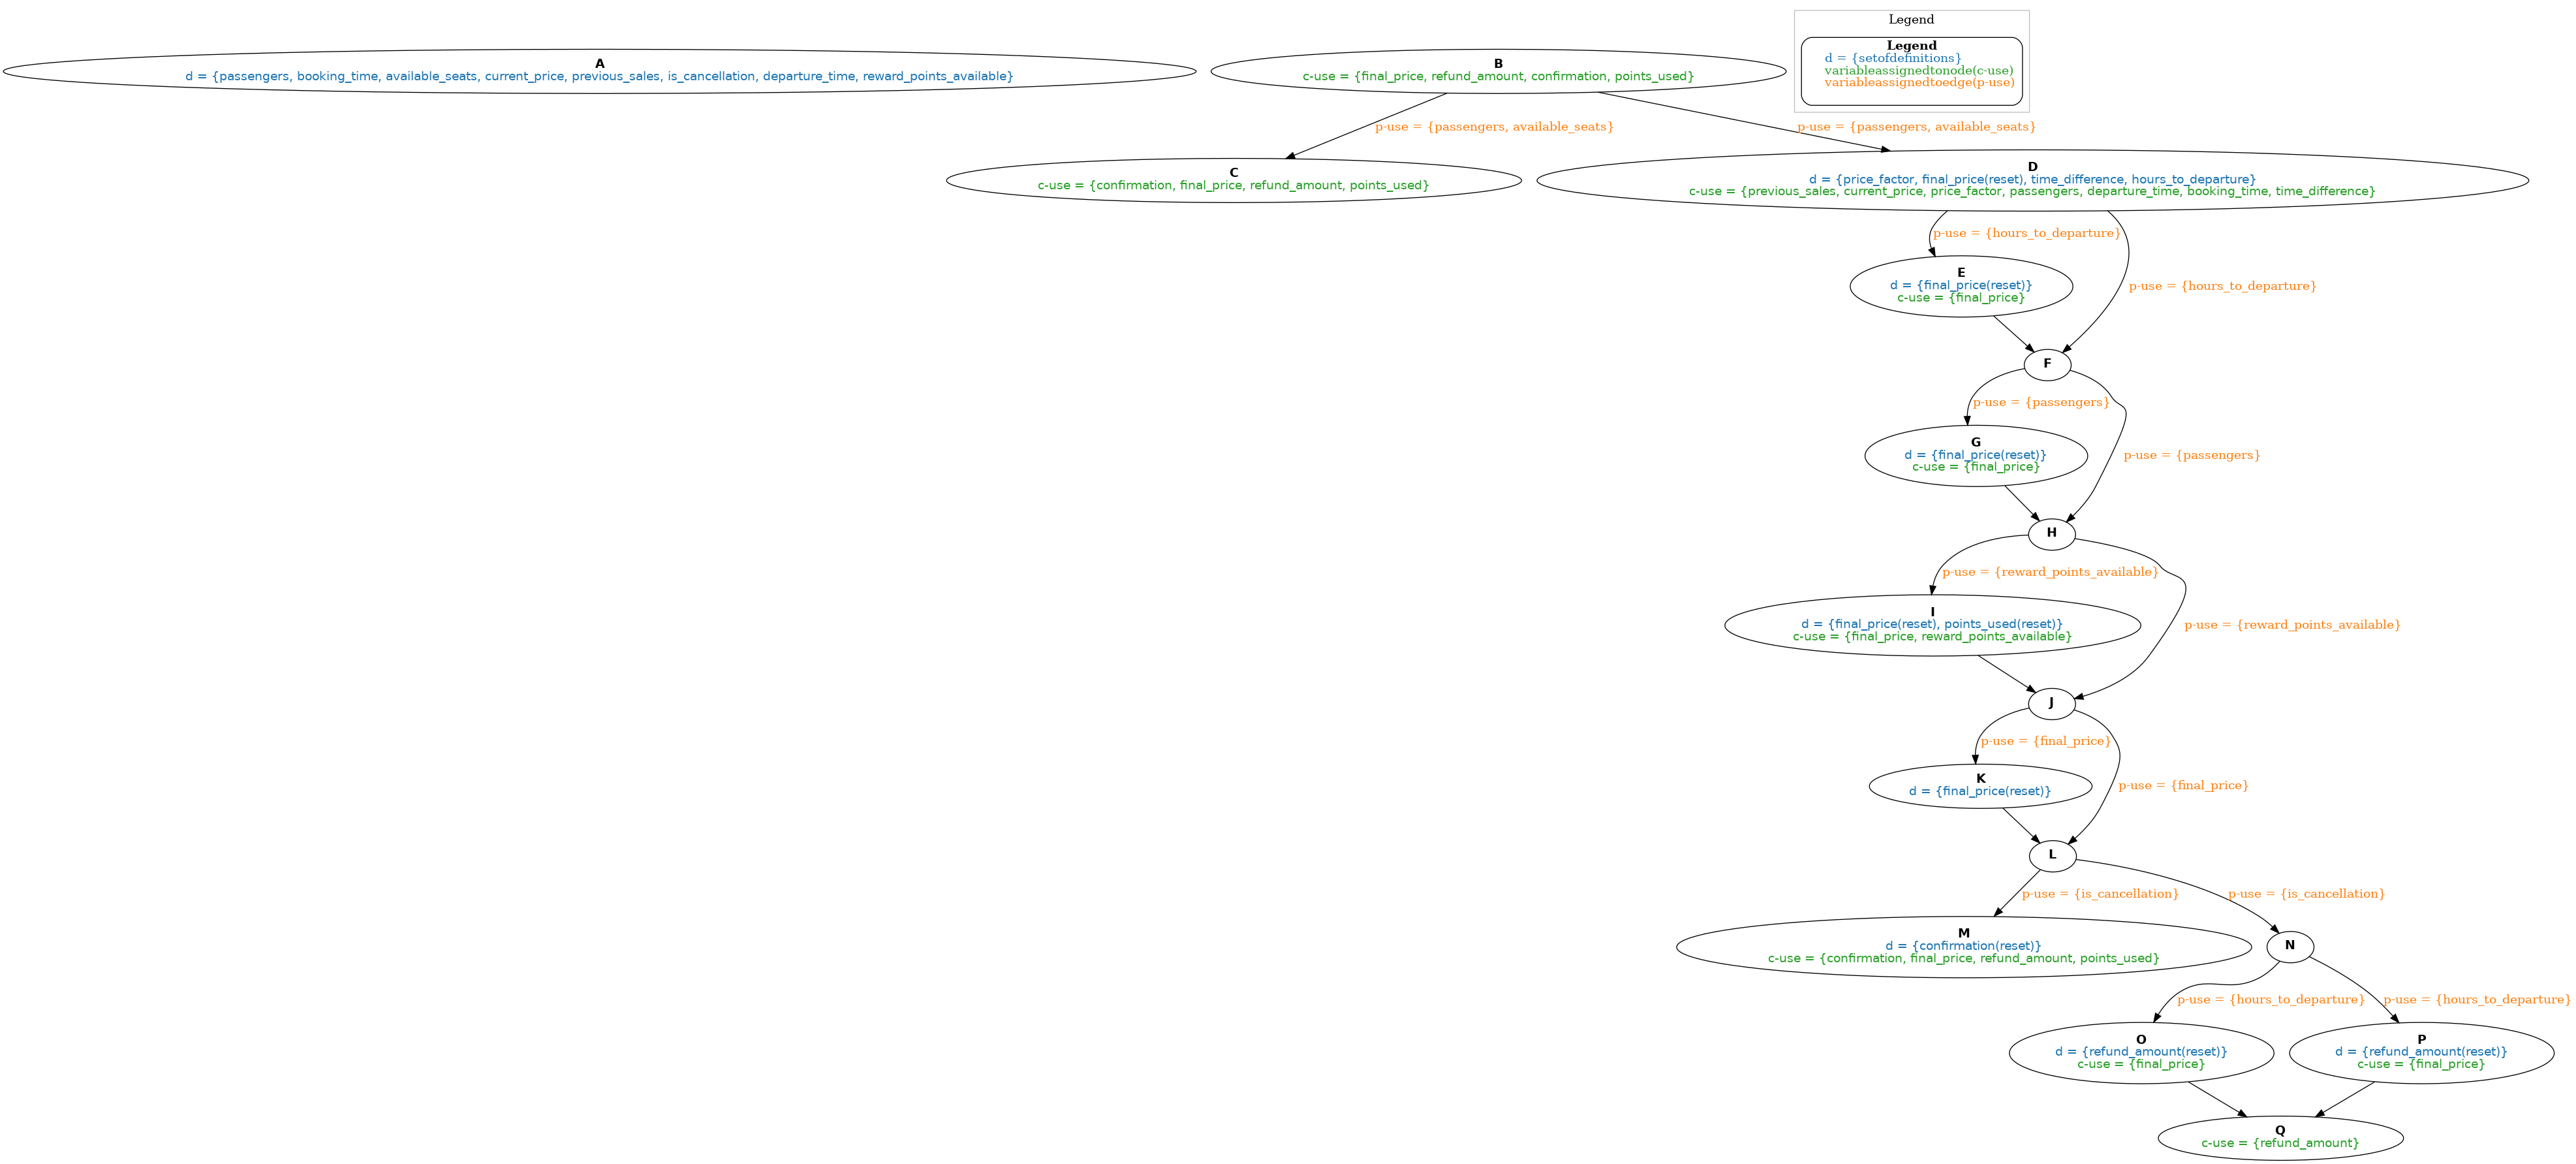 Legend
Legend
d = {setofdefinitions}
variableassignedtonode(c-use)
variableassignedtoedge(p-use)
A
d = {passengers, booking_time, available_seats, current_price, previous_sales, is_cancellation, departure_time, reward_points_available}
B
c-use = {final_price, refund_amount, confirmation, points_used}
p-use = {passengers, available_seats}
p-use = {passengers, available_seats}
C
c-use = {confirmation, final_price, refund_amount, points_used}
D
d = {price_factor, final_price(reset), time_difference, hours_to_departure}
c-use = {previous_sales, current_price, price_factor, passengers, departure_time, booking_time, time_difference}
p-use = {hours_to_departure}
E
d = {final_price(reset)}
c-use = {final_price}
p-use = {hours_to_departure}
F
p-use = {passengers}
G
d = {final_price(reset)}
c-use = {final_price}
p-use = {passengers}
H
p-use = {reward_points_available}
I
d = {final_price(reset), points_used(reset)}
c-use = {final_price, reward_points_available}
p-use = {reward_points_available}
J
p-use = {final_price}
K
d = {final_price(reset)}
p-use = {final_price}
L
p-use = {is_cancellation}
p-use = {is_cancellation}
M
d = {confirmation(reset)}
c-use = {confirmation, final_price, refund_amount, points_used}
N
p-use = {hours_to_departure}
p-use = {hours_to_departure}
O
d = {refund_amount(reset)}
c-use = {final_price}
P
d = {refund_amount(reset)}
c-use = {final_price}
Q
c-use = {refund_amount}